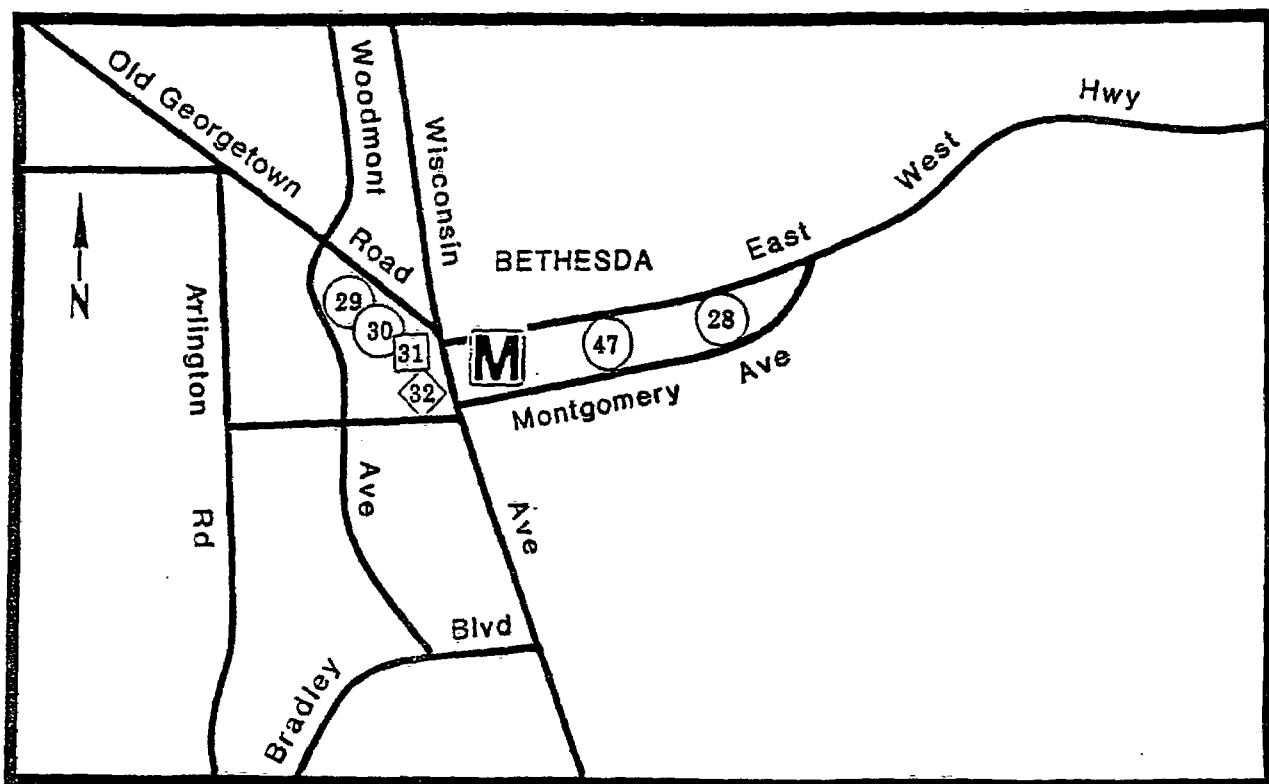 Old Georgetown Road
Woodmont Ave
Wisconsin Ave
East West Hwy
BETHESDA
N
Arlington Rd
29
30
31
32
M
47
28
Montgomery Ave
Bradley Blvd